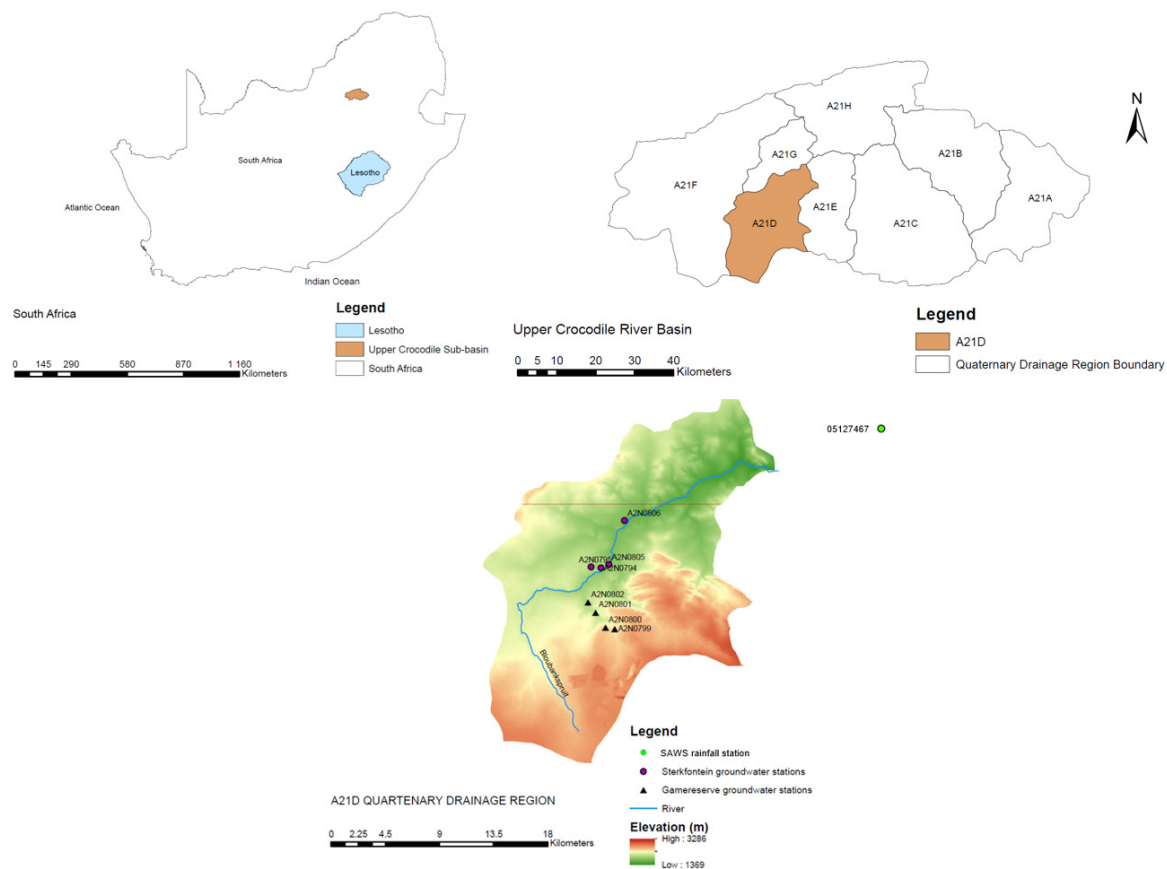 South Africa
Lesotho
Atlantic Ocean
Indian Ocean
South Africa
0 145 290 580 870 1 160
Kilometers
Legend
Lesotho
Upper Crocodile Sub-basin
South Africa
N
A21H
A21G
A21B
A21F
A21A
A21D
A21E
A21C
Upper Crocodile River Basin
0 5 10 20 30 40
Kilometers
Legend
A21D
Quaternary Drainage Region Boundary
05127467
A2N0806
A2N0795
A2N0805
A2N0794
A2N0802
A2N0801
A2N0800
A2N0799
Bloubankspruit
A21D QUARTENARY DRAINAGE REGION
0 2.25 4.5 9 13.5 18
Kilometers
Legend
SAWS rainfall station
Sterkfontein groundwater stations
Gamereserve groundwater stations
River
Elevation (m)
High : 3286
Low : 1369